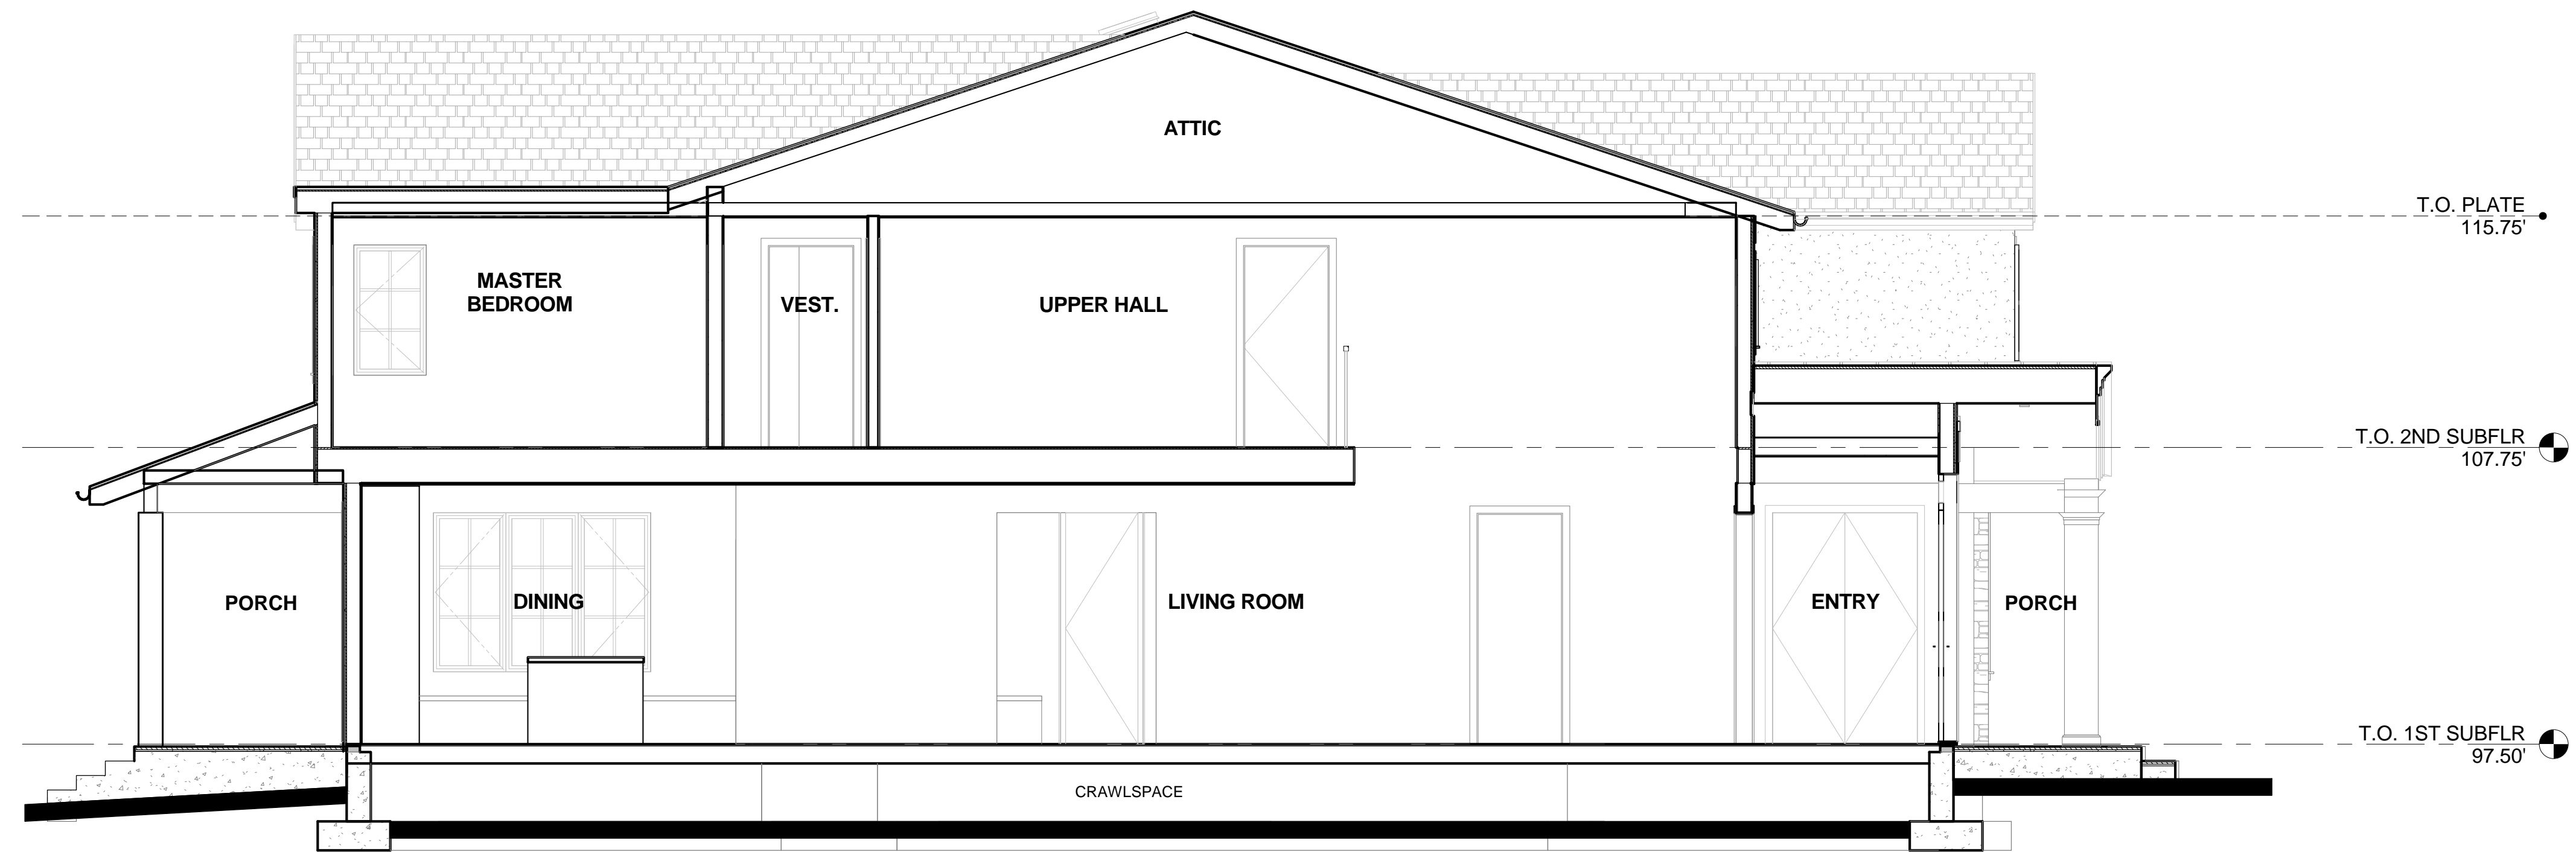 ATTIC
T.O. PLATE
115.75'
MASTER
BEDROOM
VEST.
UPPER HALL
T.O. 2ND SUBFLR
107.75'
PORCH
DINING
LIVING ROOM
ENTRY
PORCH
T.O. 1ST SUBFLR
97.50'
CRAWLSPACE